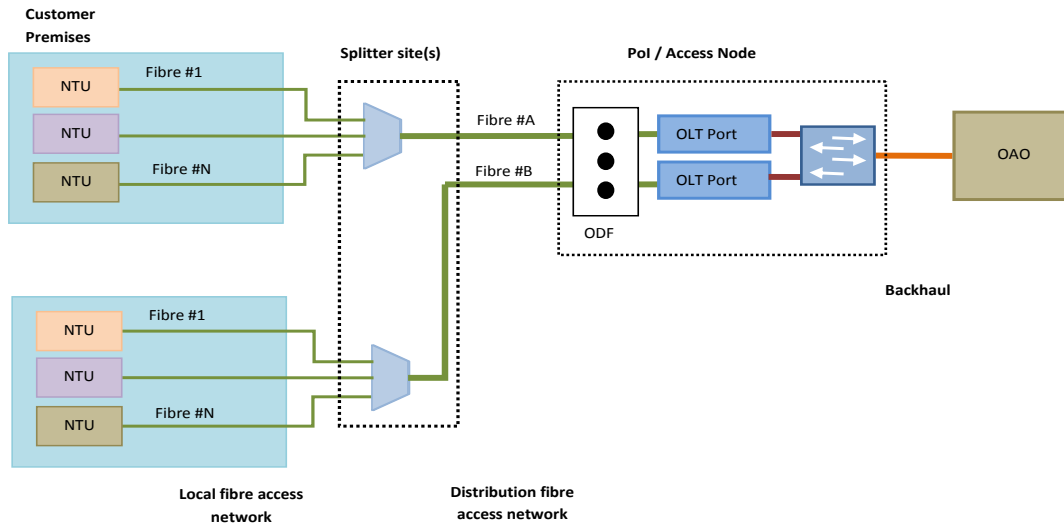 Customer
Premises
Splitter site(s)
PoI / Access Node
NTU
Fibre #1
NTU
NTU
Fibre #N
Fibre #A
Fibre #B
ODF
OLT Port
OLT Port
OAO
Backhaul
NTU
Fibre #1
NTU
NTU
Fibre #N
Local fibre access
network
Distribution fibre
access network